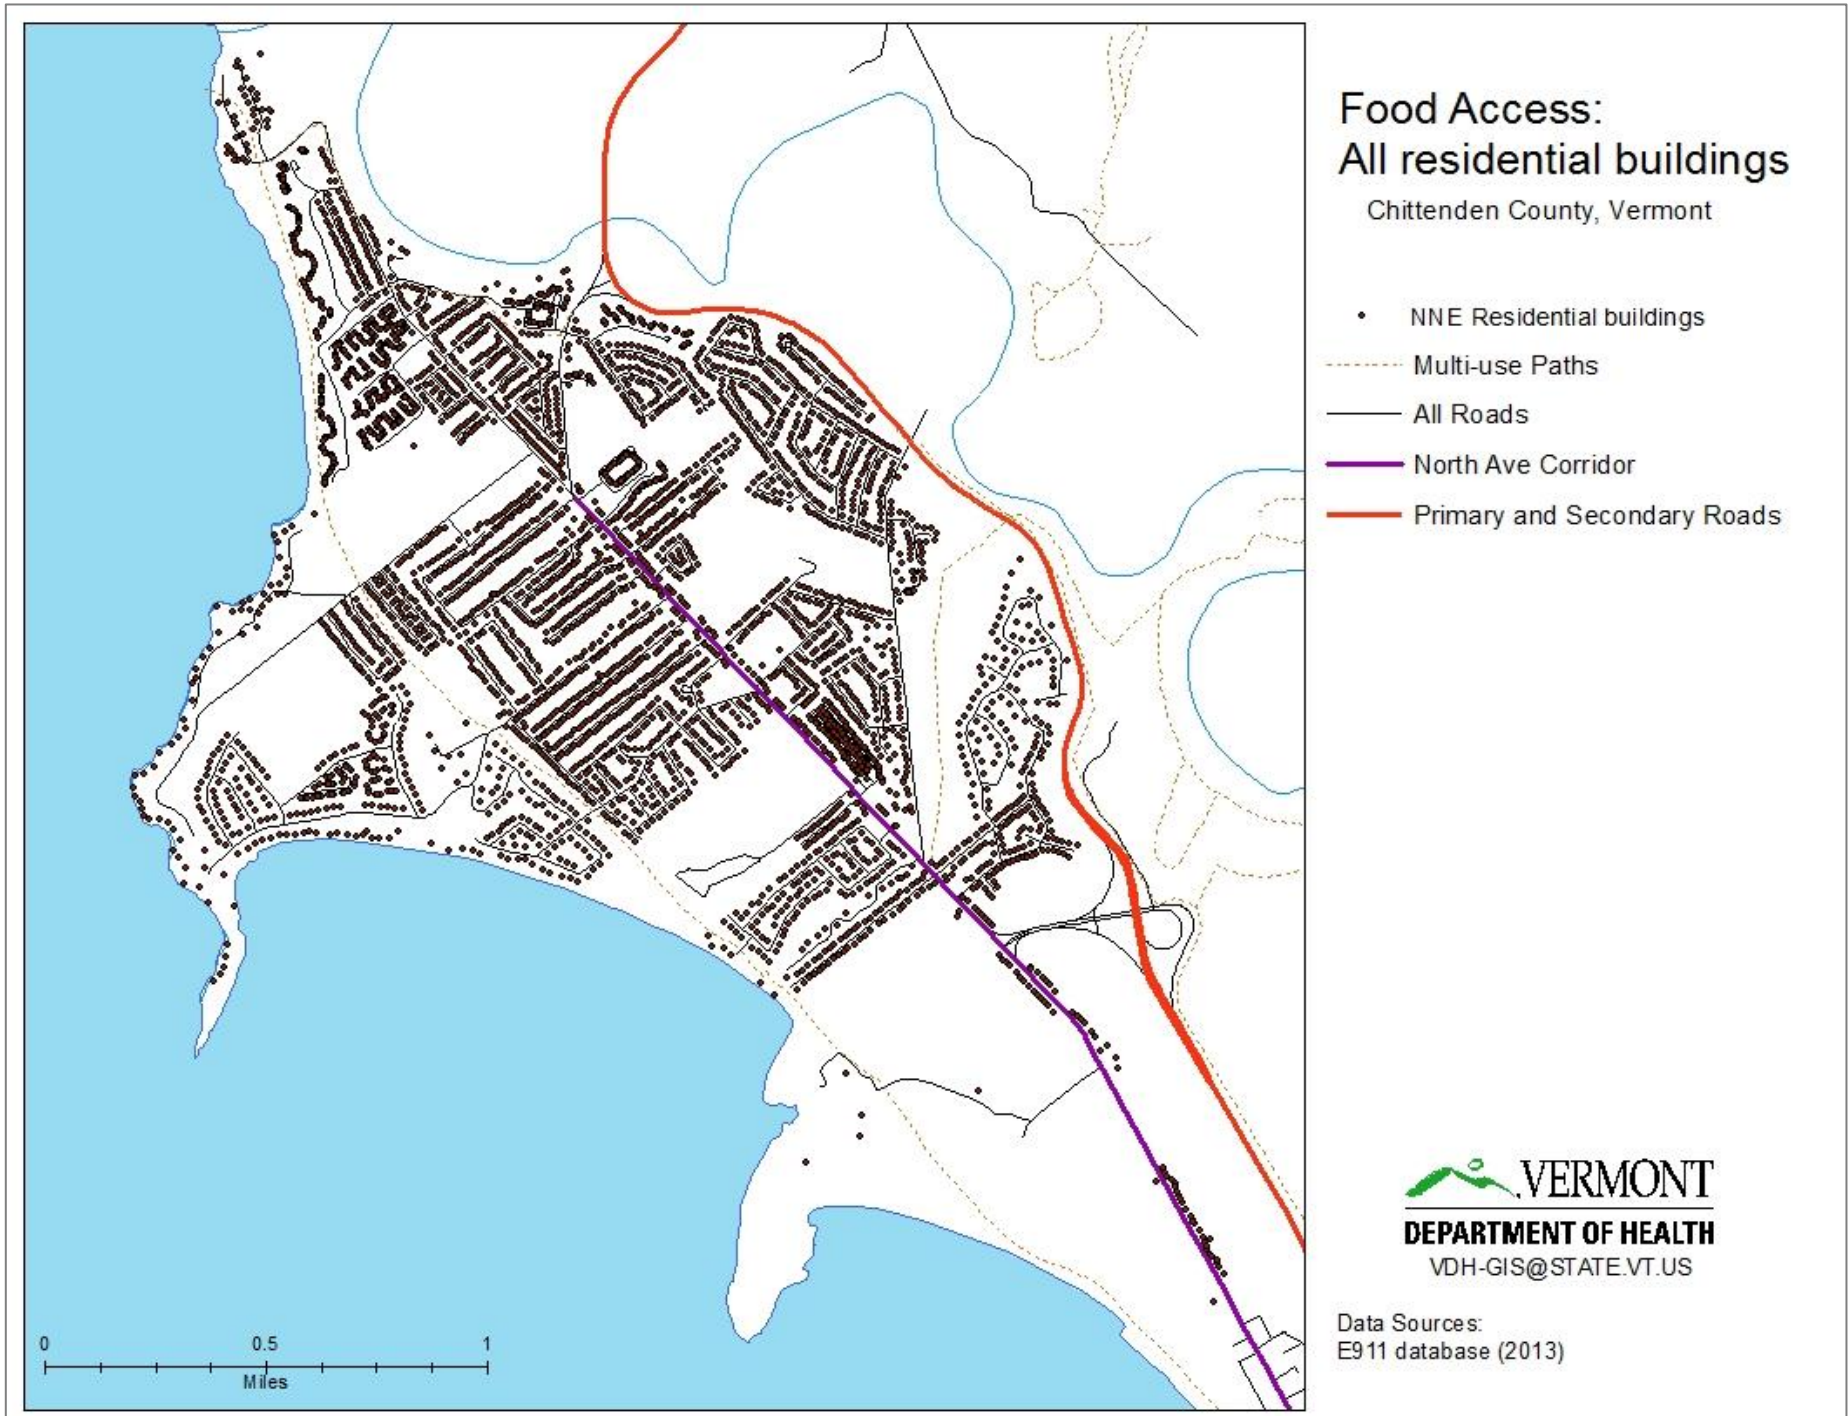 Food Access:
All residential buildings
Chittenden County, Vermont
NNE Residential buildings
Multi-use Paths
All Roads
North Ave Corridor
Primary and Secondary Roads
VERMONT
DEPARTMENT OF HEALTH
VDH-GIS@STATE.VT.US
Data Sources:
E911 database (2013)
0 0.5 1
Miles